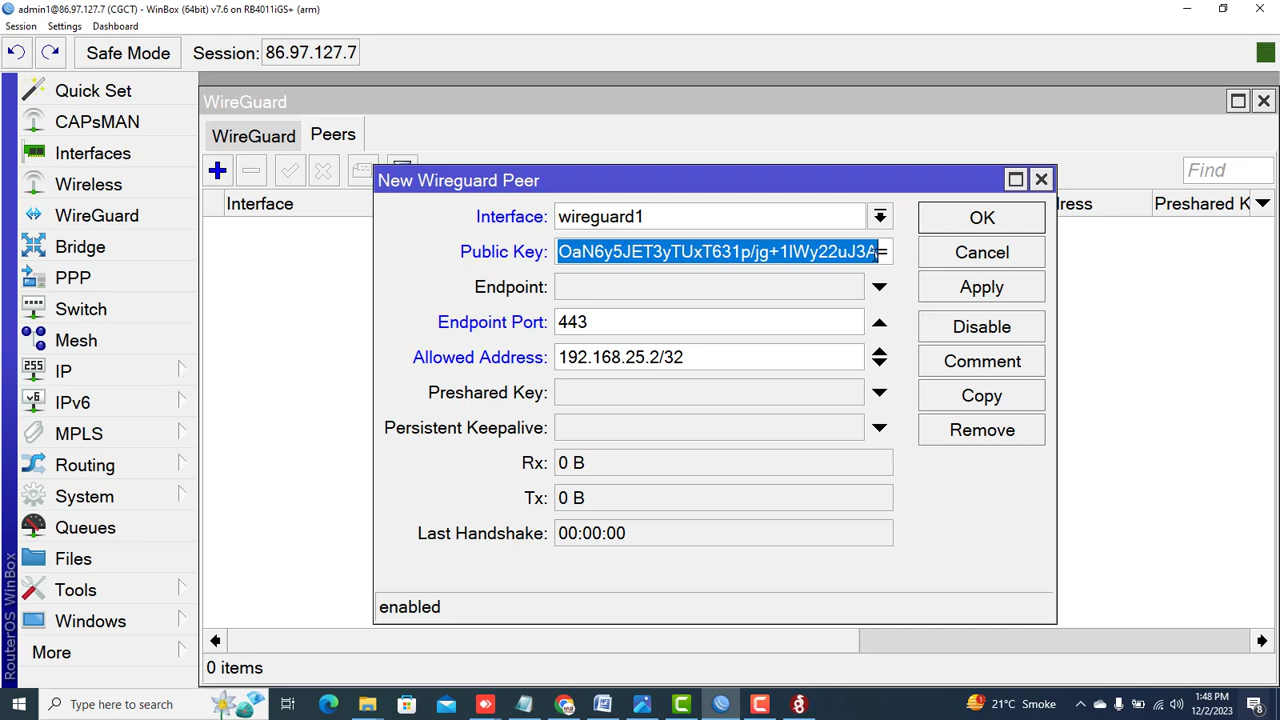 admin1@86.97.127.7 (CGCT) - WinBox (64bit) v7.6 on RB4011iGS+ (arm)
Session Settings Dashboard
Safe Mode Session: 86.97.127.7
Quick Set
CAPsMAN
Interfaces
Wireless
WireGuard
Bridge
PPP
Switch
Mesh
IP
IPv6
MPLS
Routing
System
Queues
Files
Tools
Windows
More
RouterOS WinBox
WireGuard
WireGuard Peers
Find
Interface
Preshared K
New Wireguard Peer
Interface: wireguard1
Public Key: OaN6y5JET3yTUxT631p/jg+1lWy22uJ3A=
Endpoint:
Endpoint Port: 443
Allowed Address: 192.168.25.2/32
Preshared Key:
Persistent Keepalive:
Rx: 0 B
Tx: 0 B
Last Handshake: 00:00:00
enabled
OK
Cancel
Apply
Disable
Comment
Copy
Remove
0 items
Type here to search
21°C Smoke
1:48 PM
12/2/2023
8